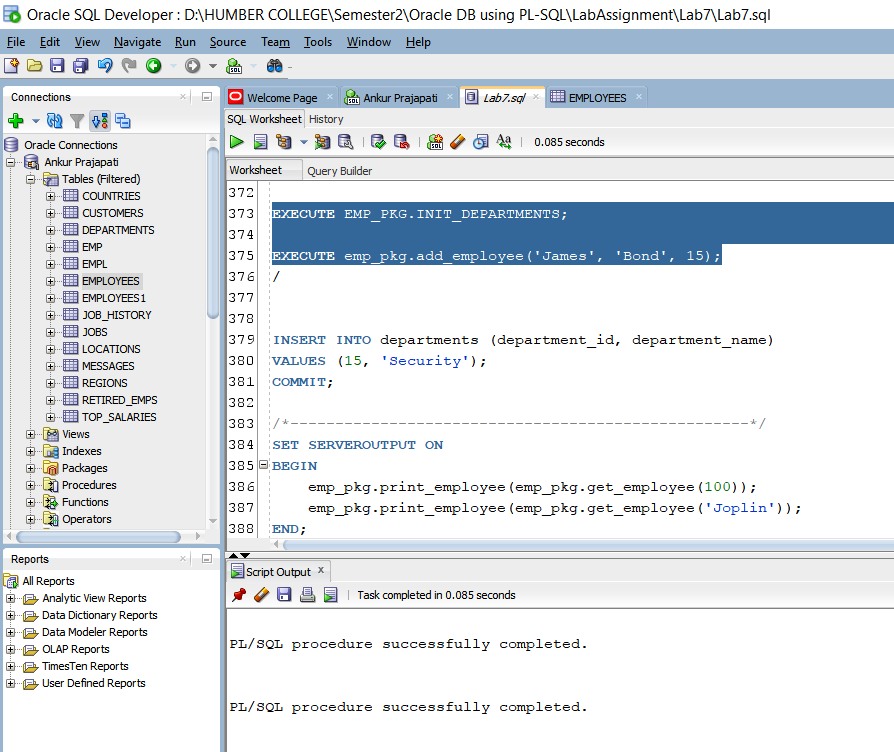 Oracle SQL Developer : D:\HUMBER COLLEGE\Semester2\Oracle DB using PL-SQL\LabAssignment\Lab7\Lab7.sql
File Edit View Navigate Run Source Team Tools Window Help
Connections
Oracle Connections
Ankur Prajapati
Tables (Filtered)
COUNTRIES
CUSTOMERS
DEPARTMENTS
EMP
EMPL
EMPLOYEES
EMPLOYEES1
JOB_HISTORY
JOBS
LOCATIONS
MESSAGES
REGIONS
RETIRED_EMPS
TOP_SALARIES
Views
Indexes
Packages
Procedures
Functions
Operators
Reports
All Reports
Analytic View Reports
Data Dictionary Reports
Data Modeler Reports
OLAP Reports
TimesTen Reports
User Defined Reports
Welcome Page Ankur Prajapati Lab7.sql EMPLOYEES
SQL Worksheet History
0.085 seconds
Worksheet Query Builder
372
373 EXECUTE EMP_PKG.INIT_DEPARTMENTS;
374
375 EXECUTE emp_pkg.add_employee('James', 'Bond', 15);
376 /
377
378
379 INSERT INTO departments (department_id, department_name)
380 VALUES (15, 'Security');
381 COMMIT;
382
383 /*------------------------------------------------------*/
384 SET SERVEROUTPUT ON
385 BEGIN
386 emp_pkg.print_employee(emp_pkg.get_employee(100));
387 emp_pkg.print_employee(emp_pkg.get_employee('Joplin'));
388 END;
Script Output
Task completed in 0.085 seconds
PL/SQL procedure successfully completed.
PL/SQL procedure successfully completed.